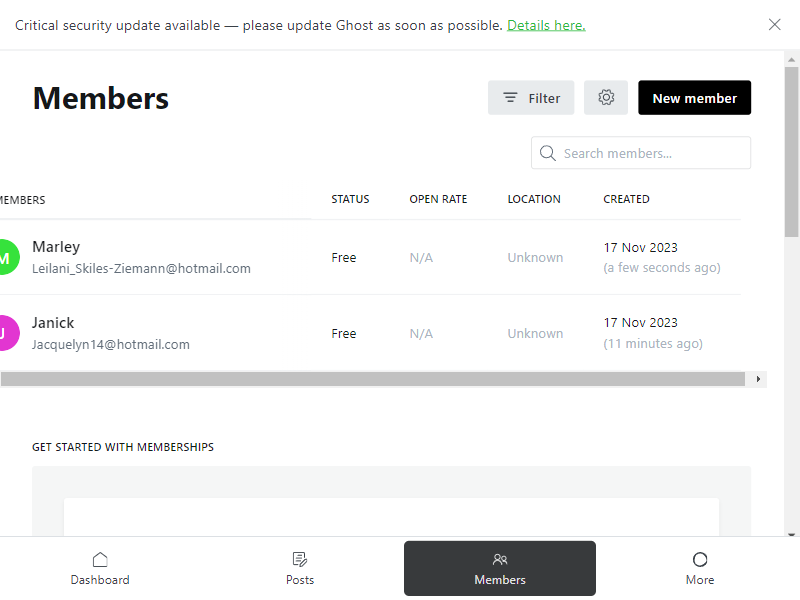 Critical security update available — please update Ghost as soon as possible. Details here.
Members
Filter
New member
Search members...
MEMBERS STATUS OPEN RATE LOCATION CREATED
M
Marley
Leilani_Skiles-Ziemann@hotmail.com
Free N/A Unknown
17 Nov 2023
(a few seconds ago)
J
Janick
Jacquelyn14@hotmail.com
Free N/A Unknown
17 Nov 2023
(11 minutes ago)
GET STARTED WITH MEMBERSHIPS
Dashboard Posts Members More